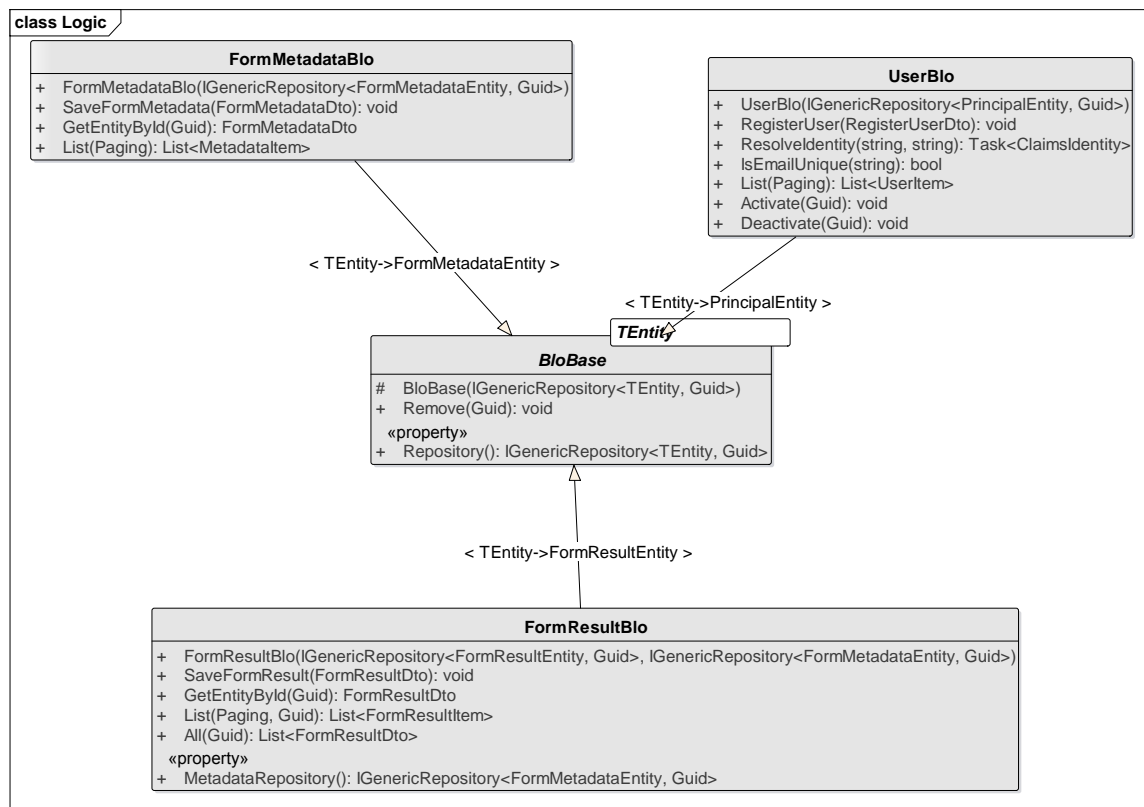 class Logic
FormMetadataBlo
+ FormMetadataBlo(IGenericRepository<FormMetadataEntity, Guid>)
+ SaveFormMetadata(FormMetadataDto): void
+ GetEntityById(Guid): FormMetadataDto
+ List(Paging): List<MetadataItem>
UserBlo
+ UserBlo(IGenericRepository<PrincipalEntity, Guid>)
+ RegisterUser(RegisterUserDto): void
+ ResolveIdentity(string, string): Task<ClaimsIdentity>
+ IsEmailUnique(string): bool
+ List(Paging): List<UserItem>
+ Activate(Guid): void
+ Deactivate(Guid): void
< TEntity->FormMetadataEntity >
< TEntity->PrincipalEntity >
TEntity
BloBase
# BloBase(IGenericRepository<TEntity, Guid>)
+ Remove(Guid): void
«property»
+ Repository(): IGenericRepository<TEntity, Guid>
< TEntity->FormResultEntity >
FormResultBlo
+ FormResultBlo(IGenericRepository<FormResultEntity, Guid>, IGenericRepository<FormMetadataEntity, Guid>)
+ SaveFormResult(FormResultDto): void
+ GetEntityById(Guid): FormResultDto
+ List(Paging, Guid): List<FormResultItem>
+ All(Guid): List<FormResultDto>
«property»
+ MetadataRepository(): IGenericRepository<FormMetadataEntity, Guid>